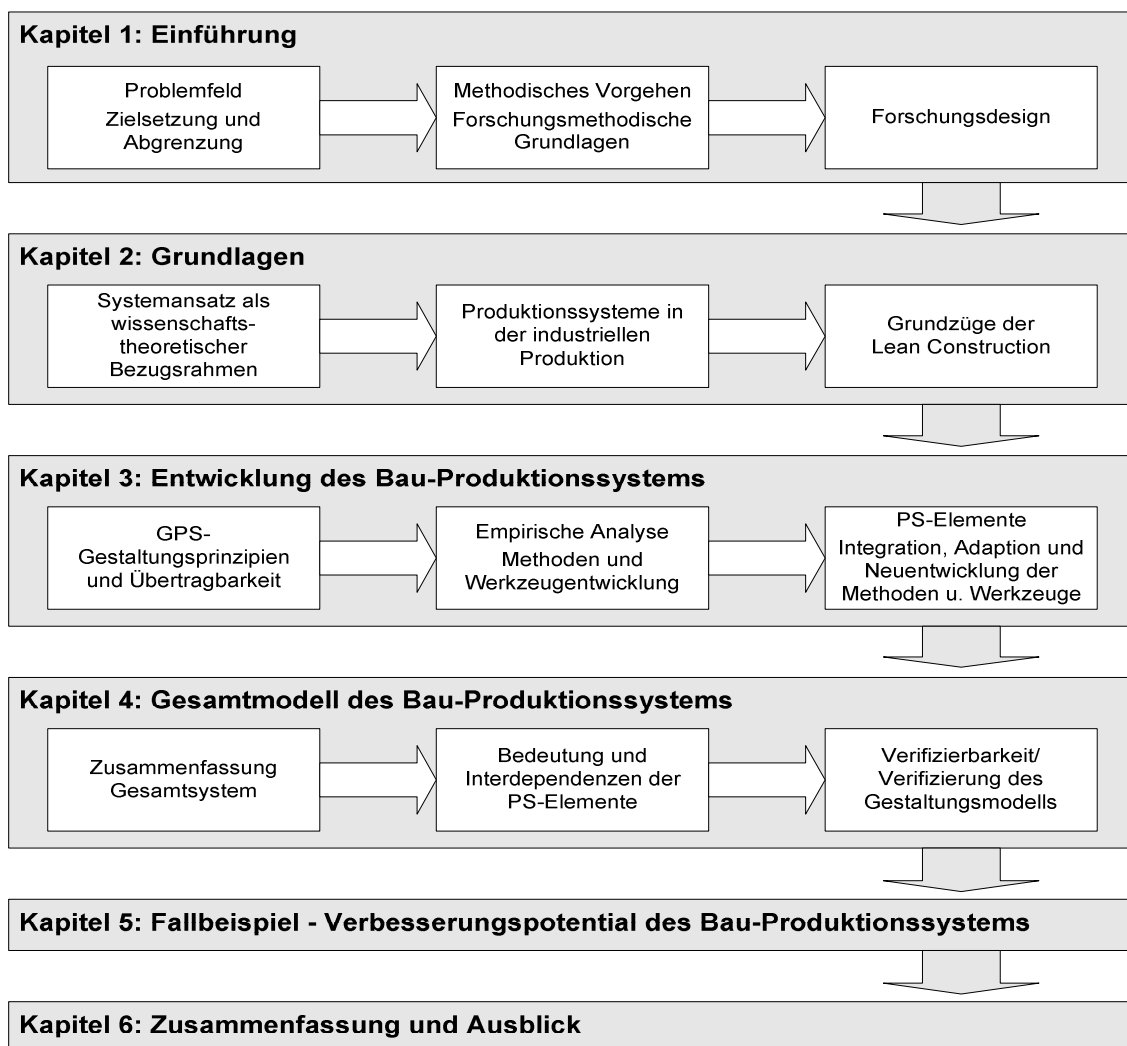 Kapitel 1: Einführung
Problemfeld
Zielsetzung und
Abgrenzung
Methodisches Vorgehen
Forschungsmethodische
Grundlagen
Forschungsdesign
Kapitel 2: Grundlagen
Systemansatz als
wissenschafts-
theoretischer
Bezugsrahmen
Produktionssysteme in
der industriellen
Produktion
Grundzüge der
Lean Construction
Kapitel 3: Entwicklung des Bau-Produktionssystems
GPS-
Gestaltungsprinzipien
und Übertragbarkeit
Empirische Analyse
Methoden und
Werkzeugentwicklung
PS-Elemente
Integration, Adaption und
Neuentwicklung der
Methoden u. Werkzeuge
Kapitel 4: Gesamtmodell des Bau-Produktionssystems
Zusammenfassung
Gesamtsystem
Bedeutung und
Interdependenzen der
PS-Elemente
Verifizierbarkeit/
Verifizierung des
Gestaltungsmodells
Kapitel 5: Fallbeispiel - Verbesserungspotential des Bau-Produktionssystems
Kapitel 6: Zusammenfassung und Ausblick